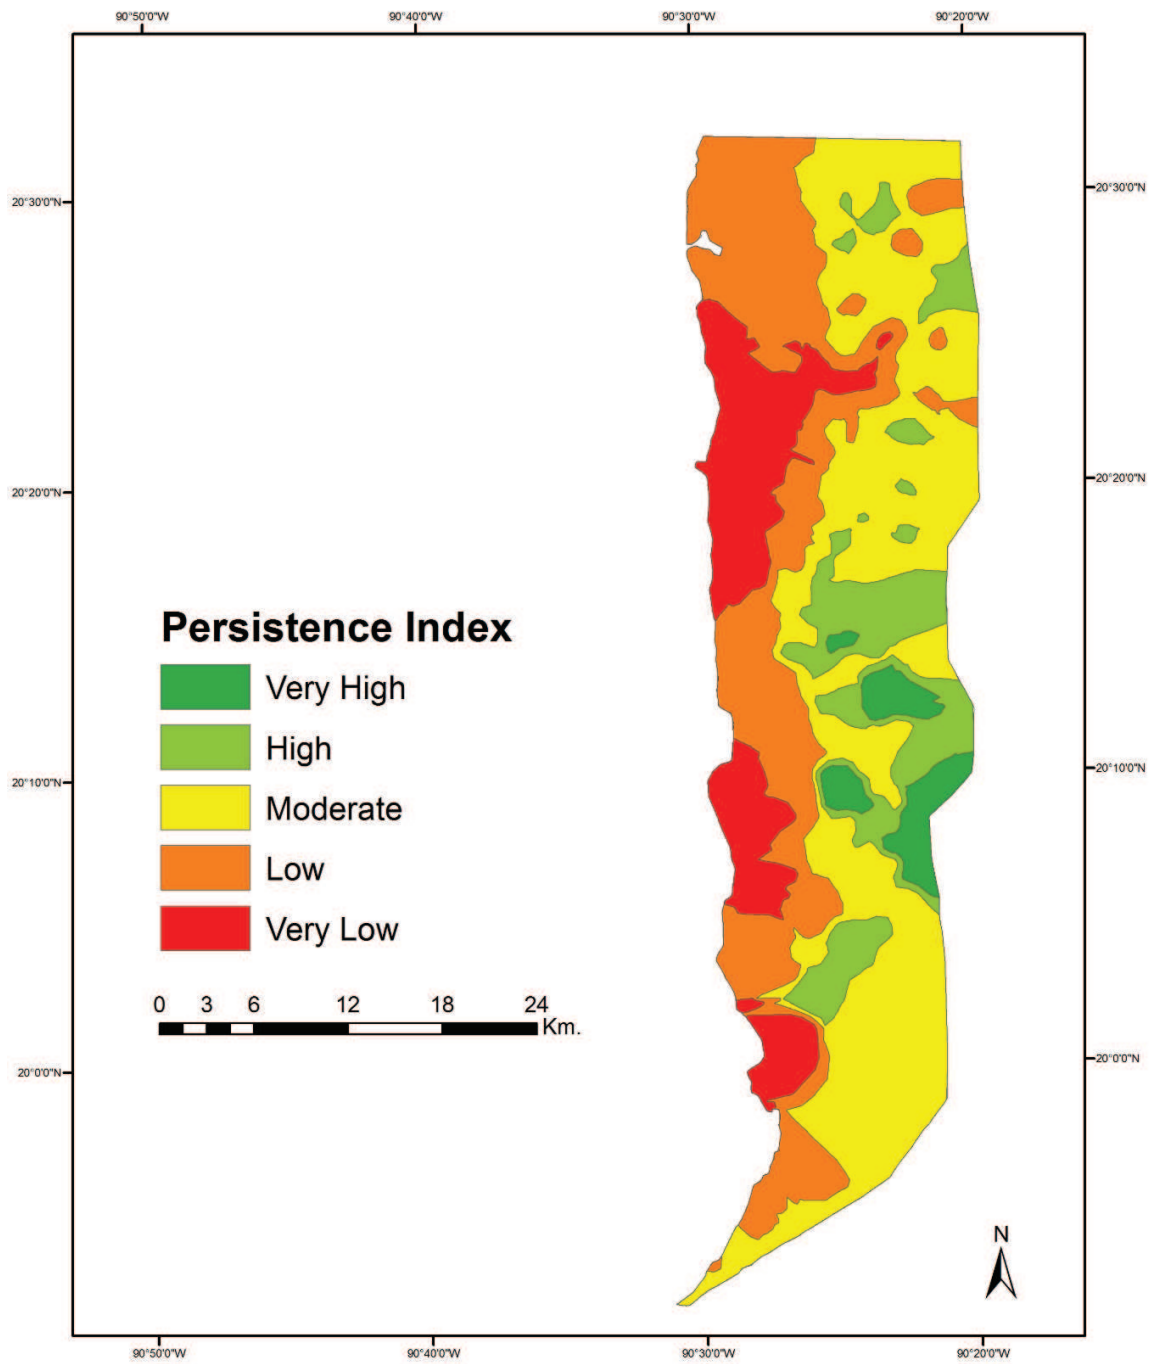 90°50'0"W 90°40'0"W 90°30'0"W 90°20'0"W
20°30'0"N 20°30'0"N
20°20'0"N 20°20'0"N
Persistence Index
Very High
High
20°10'0"N 20°10'0"N
Moderate
Low
Very Low
0 3 6 12 18 24
Km.
20°0'0"N 20°0'0"N
N
90°50'0"W 90°40'0"W 90°30'0"W 90°20'0"W